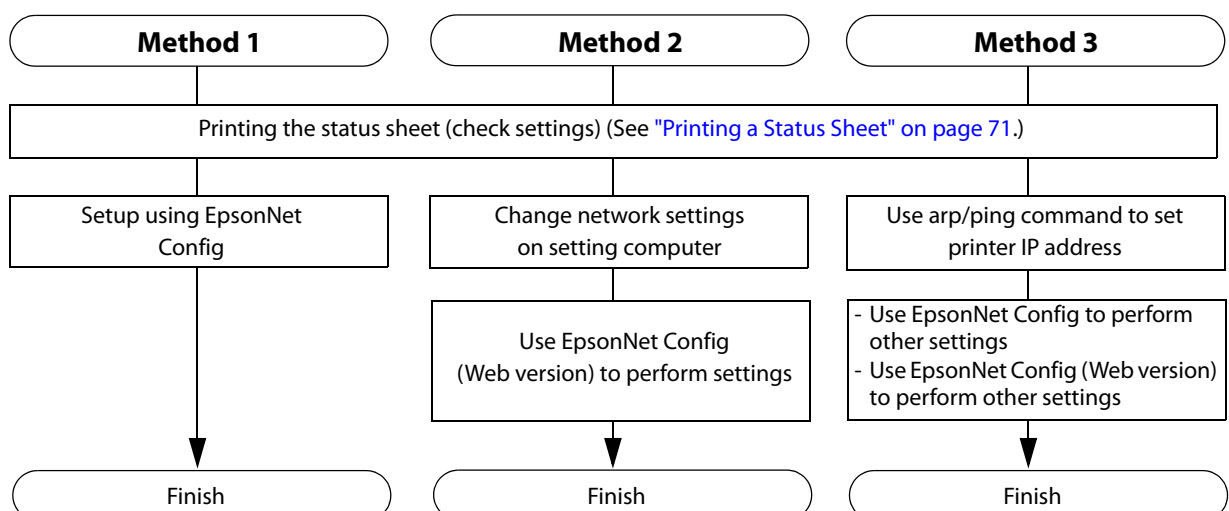 Method 1
Method 2
Method 3
Printing the status sheet (check settings) (See "Printing a Status Sheet" on page 71.)
Setup using EpsonNet
Config
Change network settings
on setting computer
Use arp/ping command to set
printer IP address
Use EpsonNet Config
(Web version) to perform settings
- Use EpsonNet Config to perform
other settings
- Use EpsonNet Config (Web version)
to perform other settings
Finish
Finish
Finish